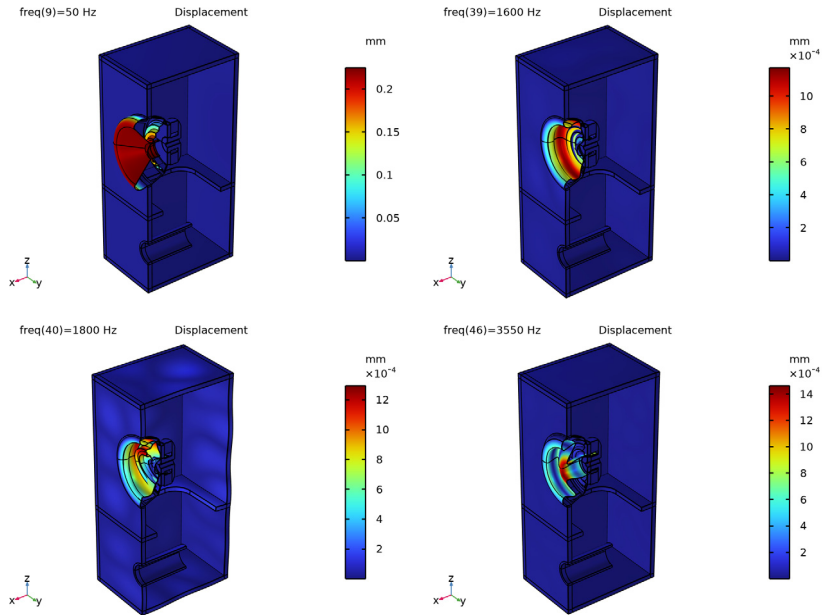 freq(9)=50 Hz Displacement
mm
0.2
0.15
0.1
0.05
z
x y
freq(39)=1600 Hz Displacement
mm
×10⁻⁴
10
8
6
4
2
z
x y
freq(40)=1800 Hz Displacement
mm
×10⁻⁴
12
10
8
6
4
2
z
x y
freq(46)=3550 Hz Displacement
mm
×10⁻⁴
14
12
10
8
6
4
2
z
x y